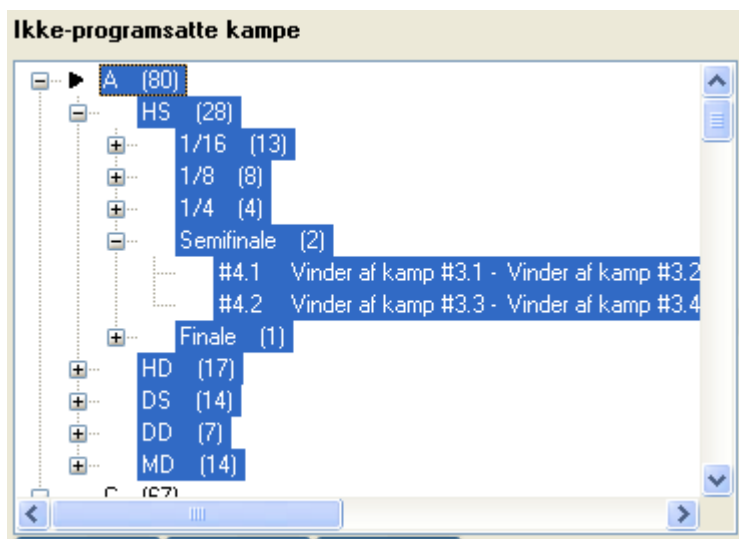 Ikke-programsatte kampe
A (80)
HS (28)
1/16 (13)
1/8 (8)
1/4 (4)
Semifinale (2)
#4.1 Vinder af kamp #3.1 - Vinder af kamp #3.2
#4.2 Vinder af kamp #3.3 - Vinder af kamp #3.4
Finale (1)
HD (17)
DS (14)
DD (7)
MD (14)